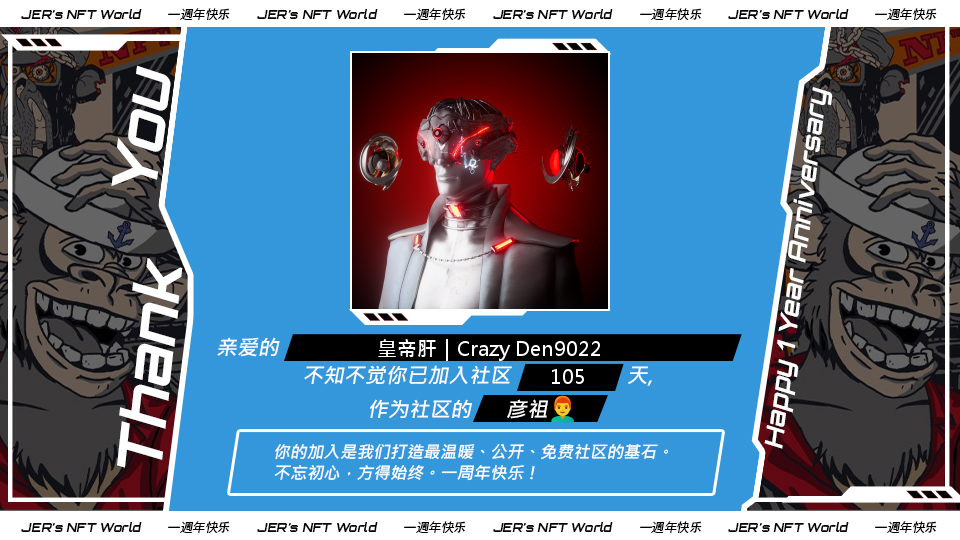 JER's NFT World 一週年快乐 JER's NFT World 一週年快乐 JER's NFT World 一週年快乐 JER's NFT World 一週年快乐
Thank You
Happy 1 Year Anniversary
亲爱的 皇帝肝 | Crazy Den9022
不知不觉你已加入社区 105 天,
作为社区的 彦祖👨‍🦰
你的加入是我们打造最温暖、公开、免费社区的基石。
不忘初心，方得始终。一周年快乐！
JER's NFT World 一週年快乐 JER's NFT World 一週年快乐 JER's NFT World 一週年快乐 JER's NFT World 一週年快乐